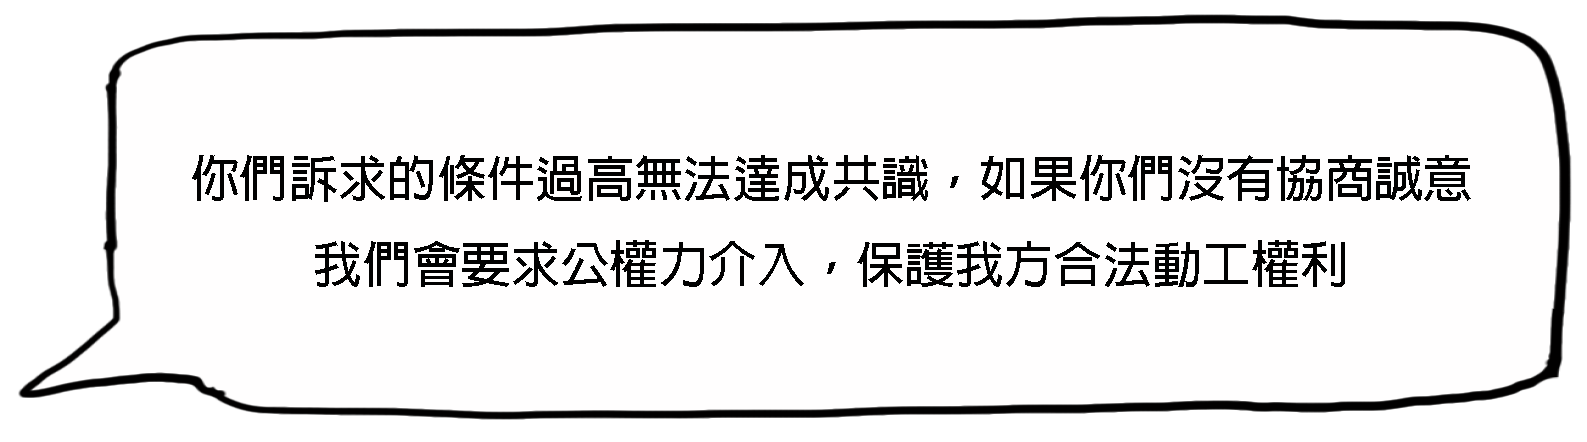 你們訴求的條件過高無法達成共識，如果你們沒有協商誠意
我們會要求公權力介入，保護我方合法動工權利